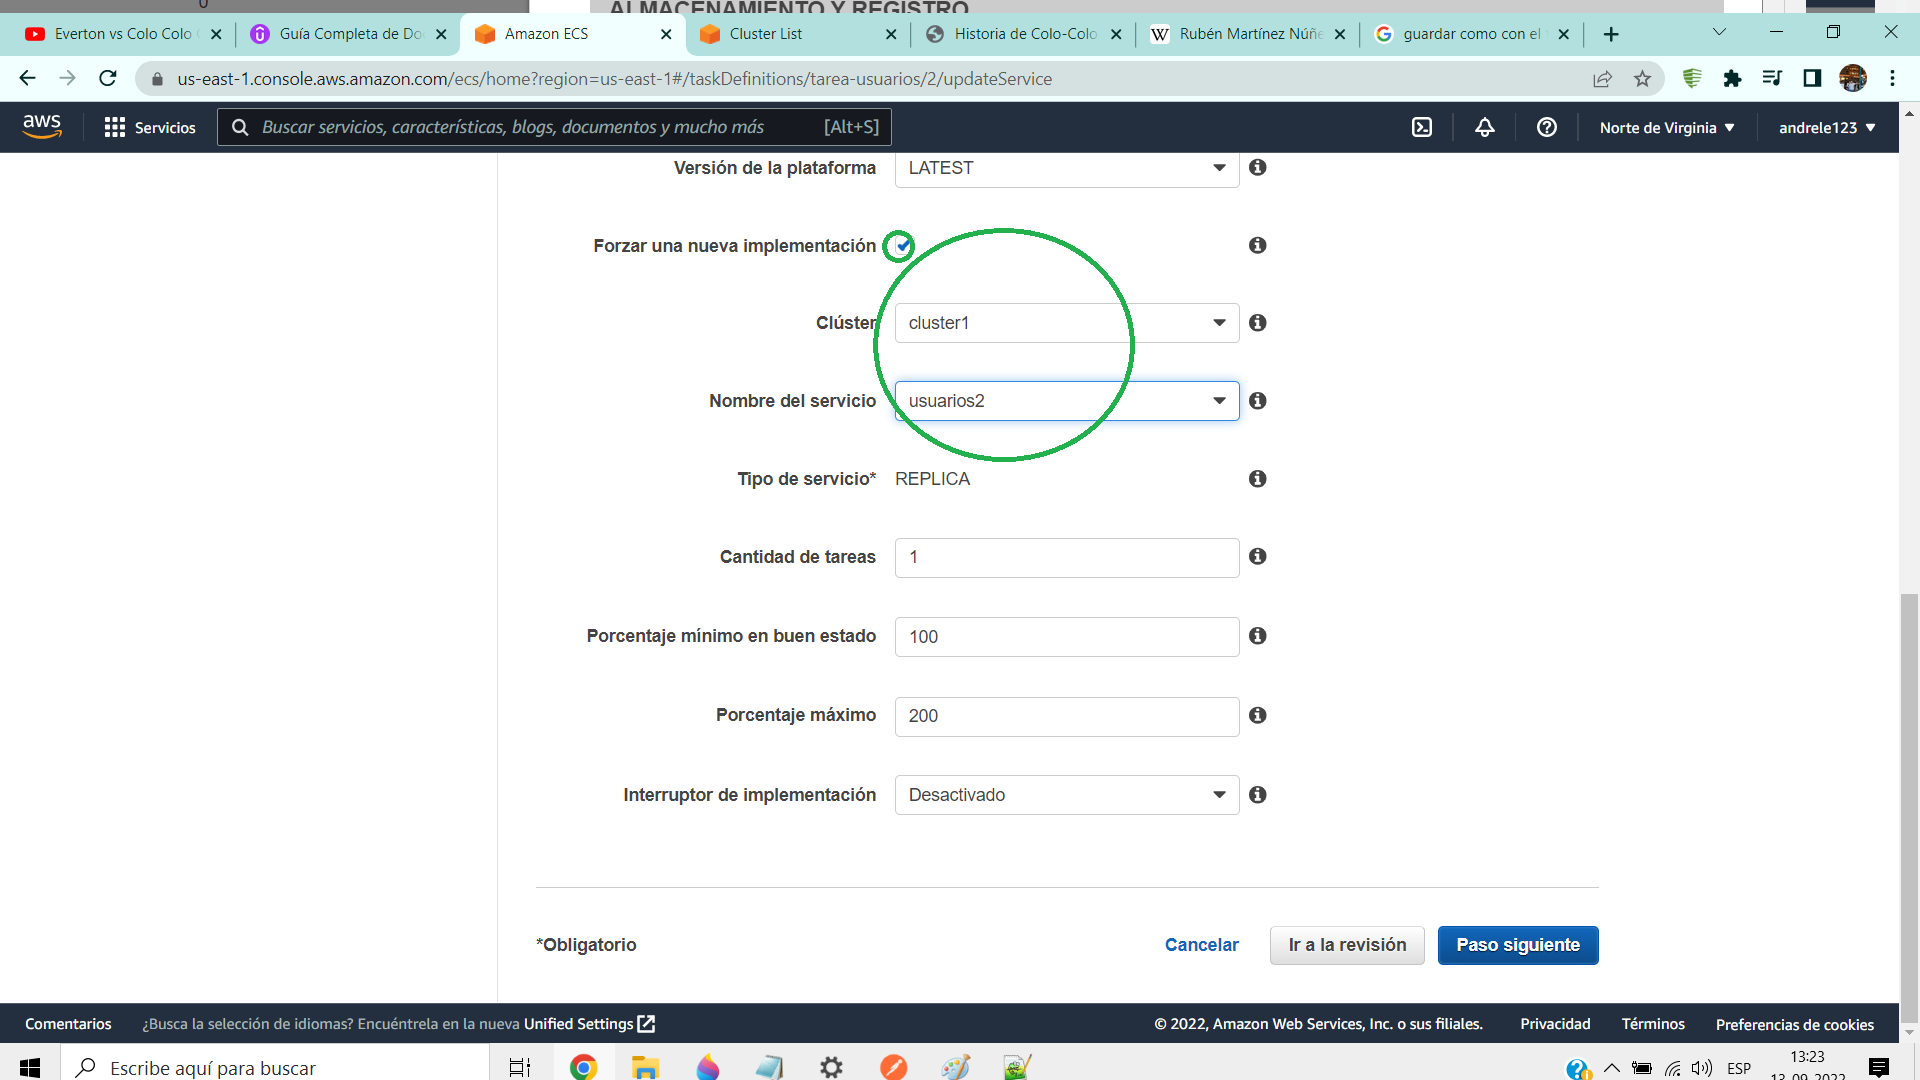 ALMACENAMIENTO Y REGISTRO
Everton vs Colo Colo
Guía Completa de Do
Amazon ECS
Cluster List
Historia de Colo-Colo
Rubén Martínez Núñe
guardar como con el
us-east-1.console.aws.amazon.com/ecs/home?region=us-east-1#/taskDefinitions/tarea-usuarios/2/updateService
aws
Servicios
Buscar servicios, características, blogs, documentos y mucho más [Alt+S]
Norte de Virginia
andrele123
Versión de la plataforma
LATEST
Forzar una nueva implementación
Clúster
cluster1
Nombre del servicio
usuarios2
Tipo de servicio*
REPLICA
Cantidad de tareas
1
Porcentaje mínimo en buen estado
100
Porcentaje máximo
200
Interruptor de implementación
Desactivado
*Obligatorio
Cancelar
Ir a la revisión
Paso siguiente
Comentarios
¿Busca la selección de idiomas? Encuéntrela en la nueva Unified Settings
© 2022, Amazon Web Services, Inc. o sus filiales.
Privacidad
Términos
Preferencias de cookies
Escribe aquí para buscar
ESP
13:23
13-09-2022